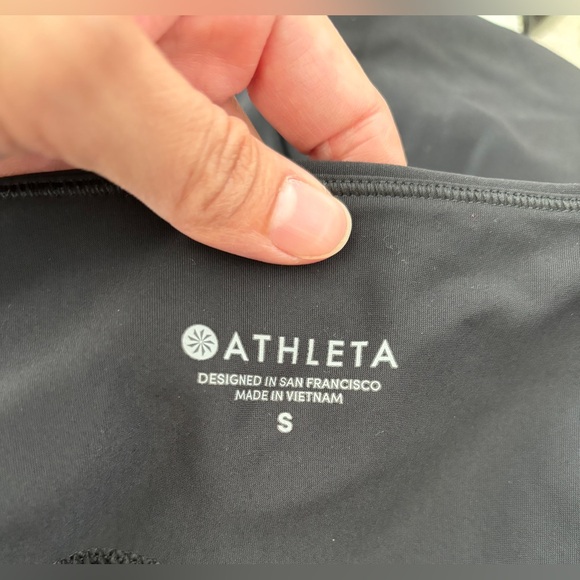 ATHLETA
DESIGNED IN SAN FRANCISCO
MADE IN VIETNAM
S